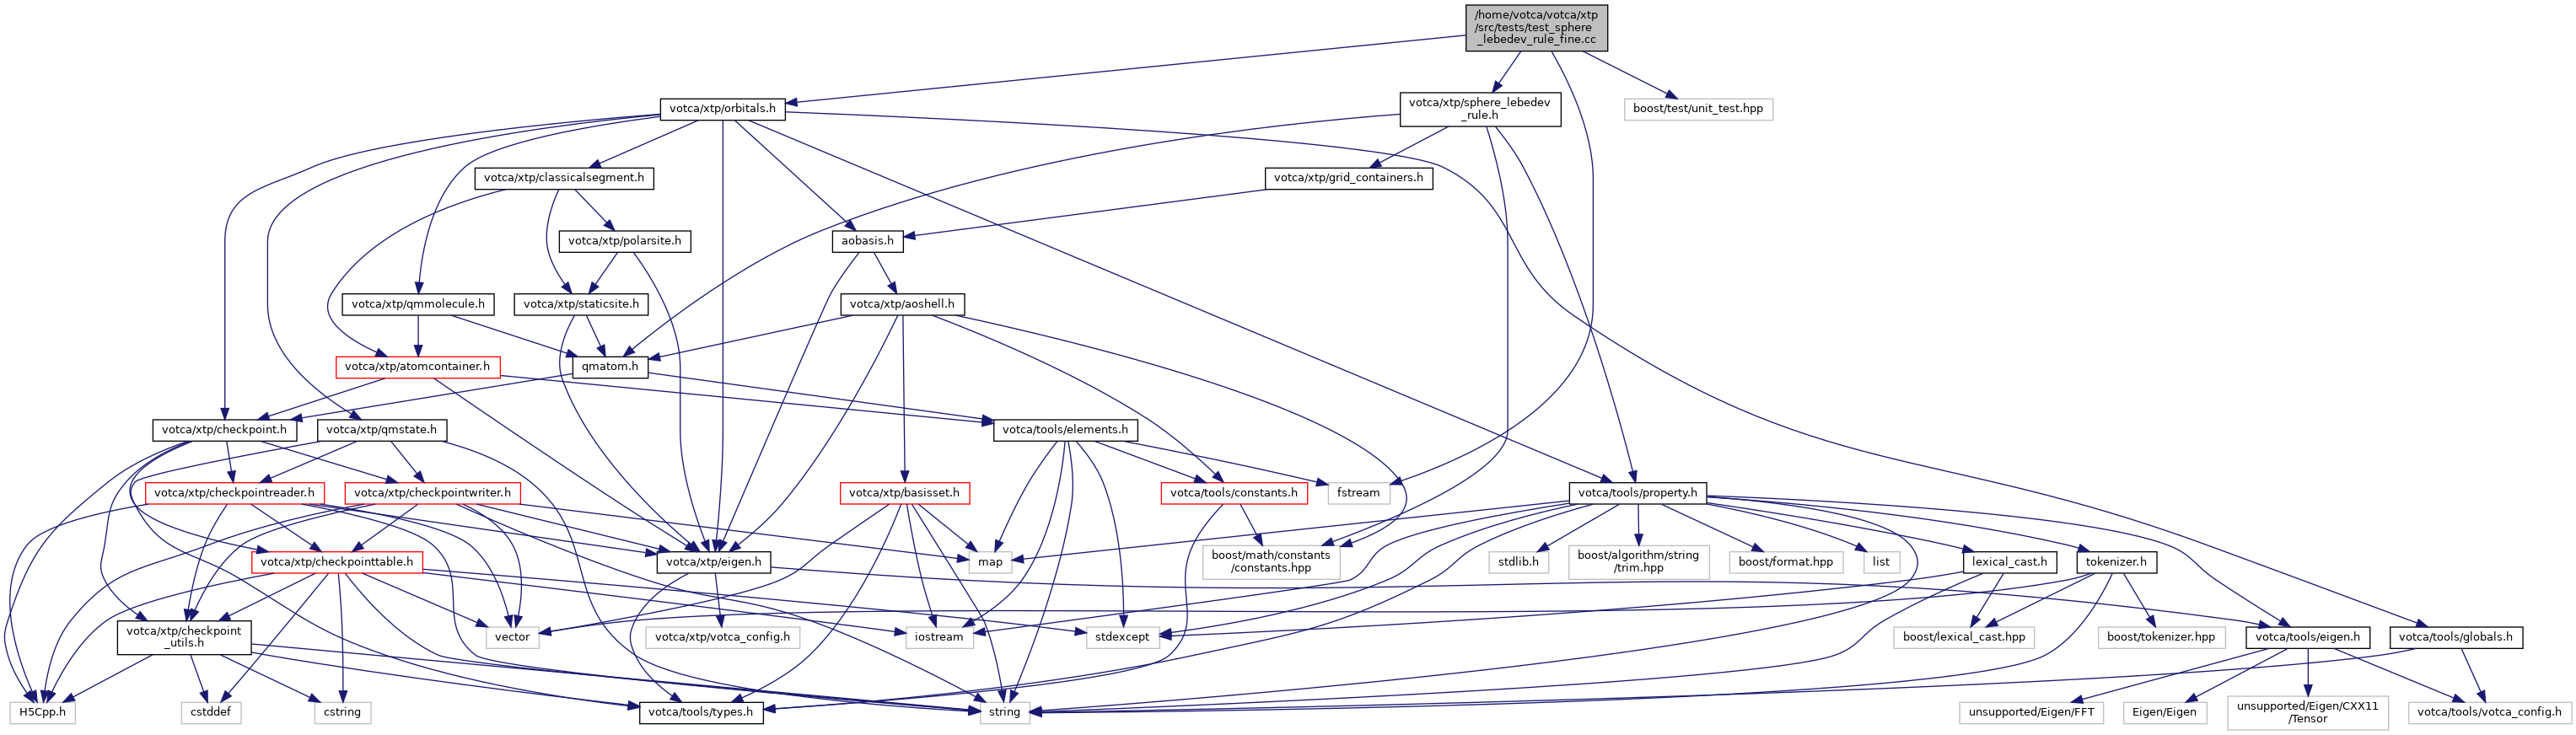 /home/votca/votca/xtp
/src/tests/test_sphere
_lebedev_rule_fine.cc
votca/xtp/orbitals.h
votca/xtp/sphere_lebedev
_rule.h
boost/test/unit_test.hpp
votca/xtp/classicalsegment.h
votca/xtp/grid_containers.h
votca/xtp/polarsite.h
aobasis.h
votca/xtp/qmmolecule.h
votca/xtp/staticsite.h
votca/xtp/aoshell.h
votca/xtp/atomcontainer.h
qmatom.h
votca/xtp/checkpoint.h
votca/xtp/qmstate.h
votca/tools/elements.h
votca/xtp/checkpointreader.h
votca/xtp/checkpointwriter.h
votca/xtp/basisset.h
votca/tools/constants.h
fstream
votca/tools/property.h
votca/xtp/checkpointtable.h
votca/xtp/eigen.h
map
boost/math/constants
/constants.hpp
stdlib.h
boost/algorithm/string
/trim.hpp
boost/format.hpp
list
lexical_cast.h
tokenizer.h
votca/xtp/checkpoint
_utils.h
vector
votca/xtp/votca_config.h
iostream
stdexcept
boost/lexical_cast.hpp
boost/tokenizer.hpp
votca/tools/eigen.h
votca/tools/globals.h
H5Cpp.h
cstddef
cstring
votca/tools/types.h
string
unsupported/Eigen/FFT
Eigen/Eigen
unsupported/Eigen/CXX11
/Tensor
votca/tools/votca_config.h